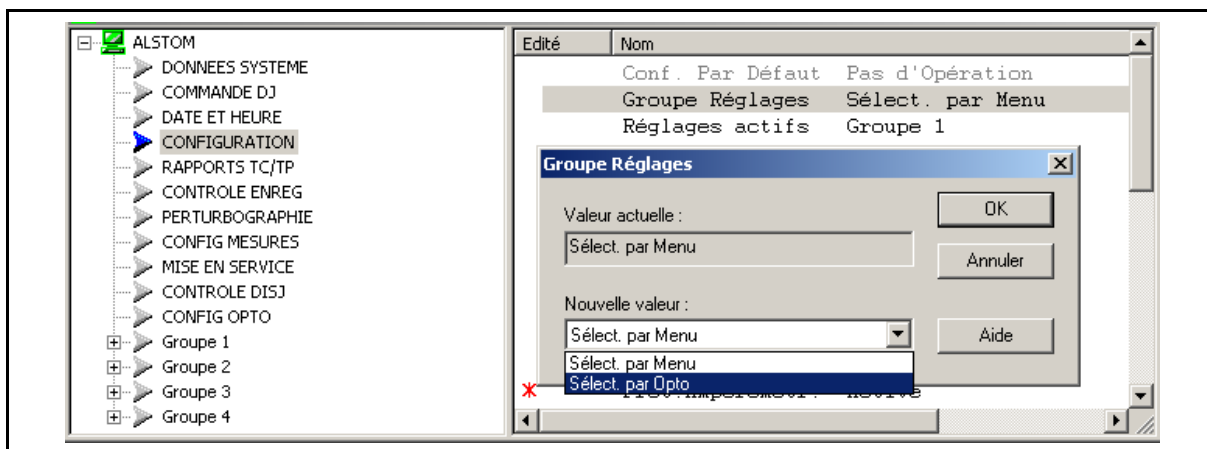 ALSTOM
DONNEES SYSTEME
COMMANDE DJ
DATE ET HEURE
CONFIGURATION
RAPPORTS TC/TP
CONTROLE ENREG
PERTURBOGRAPHIE
CONFIG MESURES
MISE EN SERVICE
CONTROLE DISJ
CONFIG OPTO
Groupe 1
Groupe 2
Groupe 3
Groupe 4
Edité Nom
Conf. Par Défaut Pas d'Opération
Groupe Réglages Sélect. par Menu
Réglages actifs Groupe 1
Groupe Réglages
Valeur actuelle :
Sélect. par Menu
Nouvelle valeur :
Sélect. par Menu
Sélect. par Menu
Sélect. par Opto
OK
Annuler
Aide